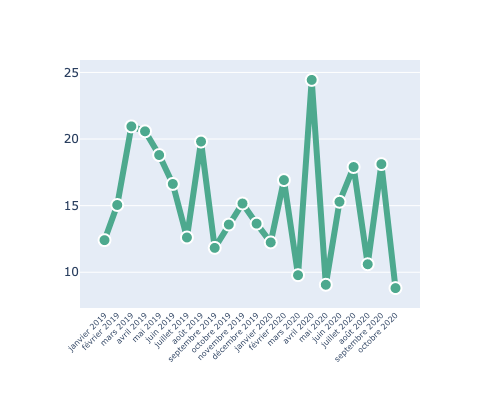 25
20
15
10
janvier 2019
février 2019
mars 2019
avril 2019
mai 2019
juin 2019
juillet 2019
août 2019
septembre 2019
octobre 2019
novembre 2019
décembre 2019
janvier 2020
février 2020
mars 2020
avril 2020
mai 2020
juin 2020
juillet 2020
août 2020
septembre 2020
octobre 2020